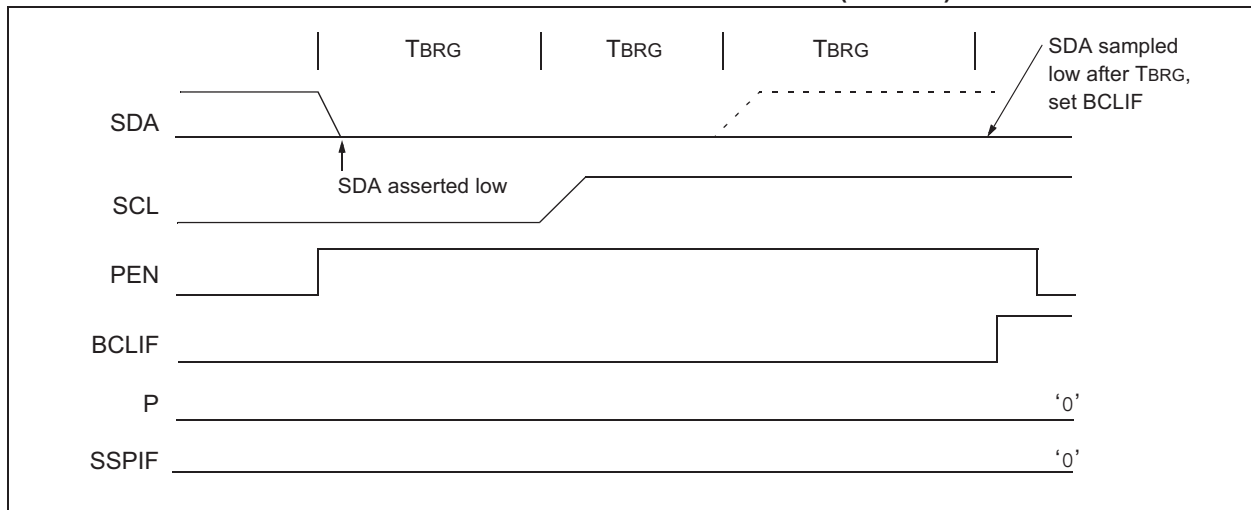 TBRG TBRG TBRG
SDA sampled
low after TBRG,
set BCLIF
SDA
SDA asserted low
SCL
PEN
BCLIF
P
‘0’
SSPIF
‘0’